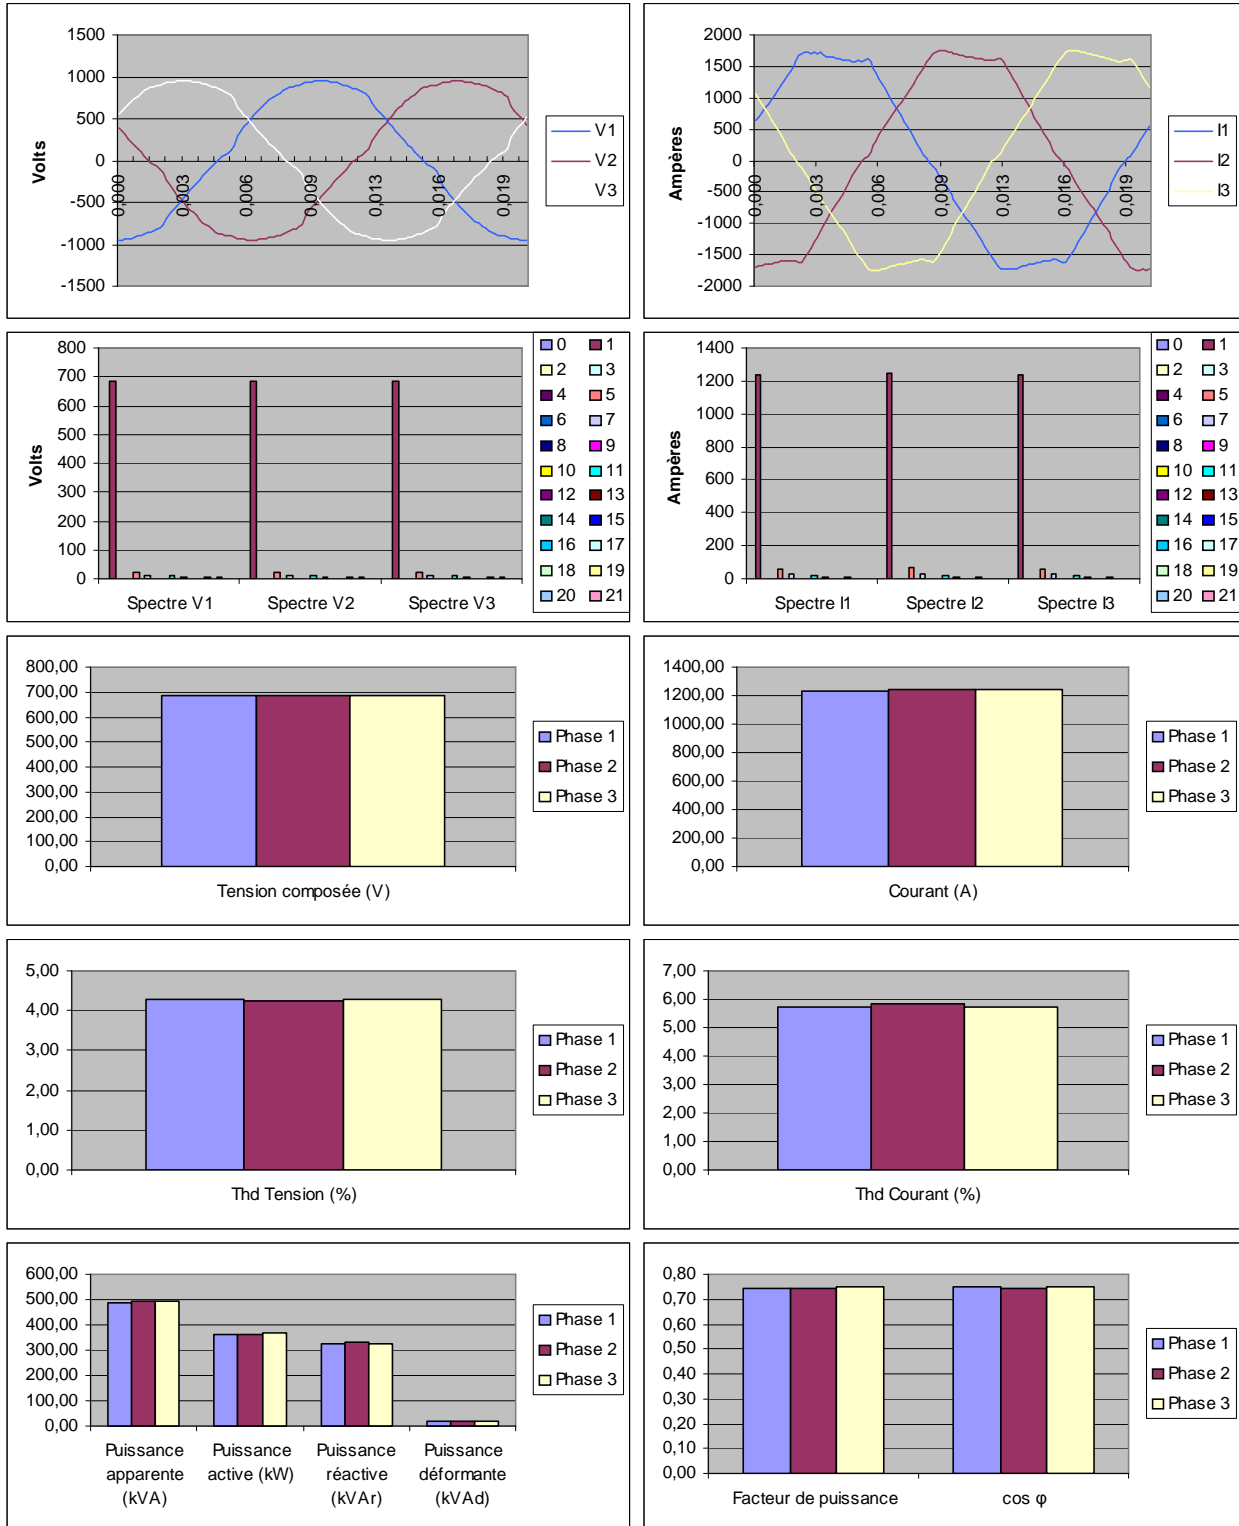 1500
1000
500
0
-500
-1000
-1500
Volts
0,000
0,003
0,006
0,009
0,013
0,016
0,019
V1
V2
V3
2000
1500
1000
500
0
-500
-1000
-1500
-2000
Ampères
0,000
0,003
0,006
0,009
0,013
0,016
0,019
I1
I2
I3
800
700
600
500
400
300
200
100
0
Volts
Spectre V1 Spectre V2 Spectre V3
0 1
2 3
4 5
6 7
8 9
10 11
12 13
14 15
16 17
18 19
20 21
1400
1200
1000
800
600
400
200
0
Ampères
Spectre I1 Spectre I2 Spectre I3
0 1
2 3
4 5
6 7
8 9
10 11
12 13
14 15
16 17
18 19
20 21
800,00
700,00
600,00
500,00
400,00
300,00
200,00
100,00
0,00
Tension composée (V)
Phase 1
Phase 2
Phase 3
1400,00
1200,00
1000,00
800,00
600,00
400,00
200,00
0,00
Courant (A)
Phase 1
Phase 2
Phase 3
5,00
4,00
3,00
2,00
1,00
0,00
Thd Tension (%)
Phase 1
Phase 2
Phase 3
7,00
6,00
5,00
4,00
3,00
2,00
1,00
0,00
Thd Courant (%)
Phase 1
Phase 2
Phase 3
600,00
500,00
400,00
300,00
200,00
100,00
0,00
Puissance apparente (kVA)
Puissance active (kW)
Puissance réactive (kVAr)
Puissance déformante (kVAd)
Phase 1
Phase 2
Phase 3
0,80
0,70
0,60
0,50
0,40
0,30
0,20
0,10
0,00
Facteur de puissance cos φ
Phase 1
Phase 2
Phase 3